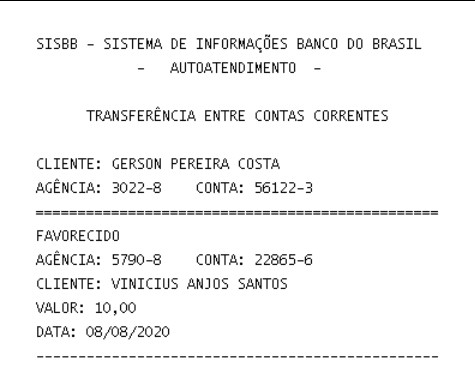 SISBB - SISTEMA DE INFORMAÇÕES BANCO DO BRASIL
- AUTOATENDIMENTO -
TRANSFERÊNCIA ENTRE CONTAS CORRENTES
CLIENTE: GERSON PEREIRA COSTA
AGÊNCIA: 3022-8 CONTA: 56122-3
================================================
FAVORECIDO
AGÊNCIA: 5790-8 CONTA: 22865-6
CLIENTE: VINICIUS ANJOS SANTOS
VALOR: 10,00
DATA: 08/08/2020
------------------------------------------------